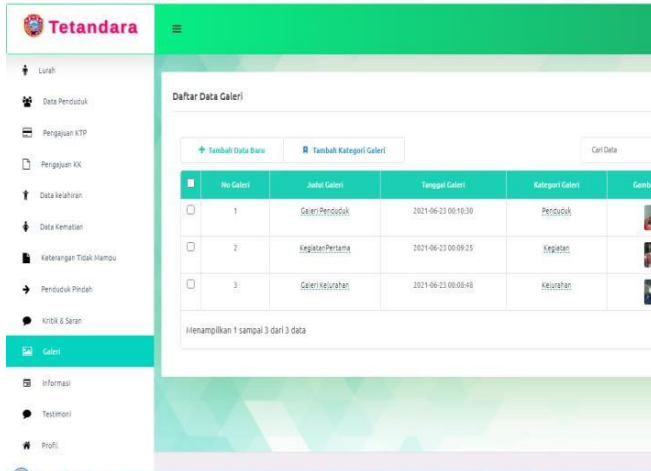 Tetandara
Lurah
Data Penduduk
Pengajuan KTP
Pengajuan KK
Data kelahiran
Data Kematian
Keterangan Tidak Mampu
Penduduk Pindah
Kritik & Saran
Galeri
Informasi
Testimoni
Profil
Daftar Data Galeri
Tambah Data Baru
Tambah Kategori Galeri
Cari Data
No Galeri Judul Galeri Tanggal Galeri Kategori Galeri Gemb
1 Galeri Penduduk 2021-06-23 00:10:30 Penduduk
2 KegiatanPertama 2021-06-23 00:09:25 Kegiatan
3 Galeri Kelurahan 2021-06-23 00:08:48 Kelurahan
Menampilkan 1 sampai 3 dari 3 data